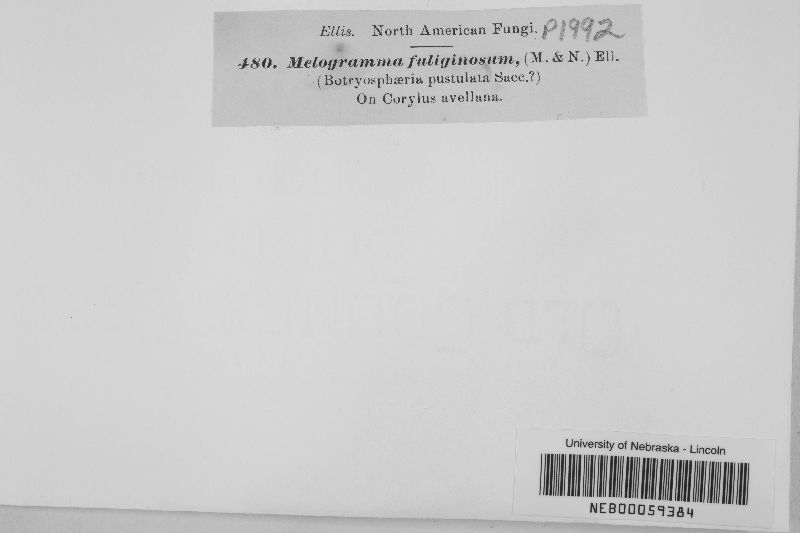 Ellis. North American Fungi. P1992
480. Melogramma fuliginosum, (M. & N.) Ell.
(Botryosphæria pustulata Sacc.?)
On Corylus avellana.
University of Nebraska - Lincoln
NEB00059384